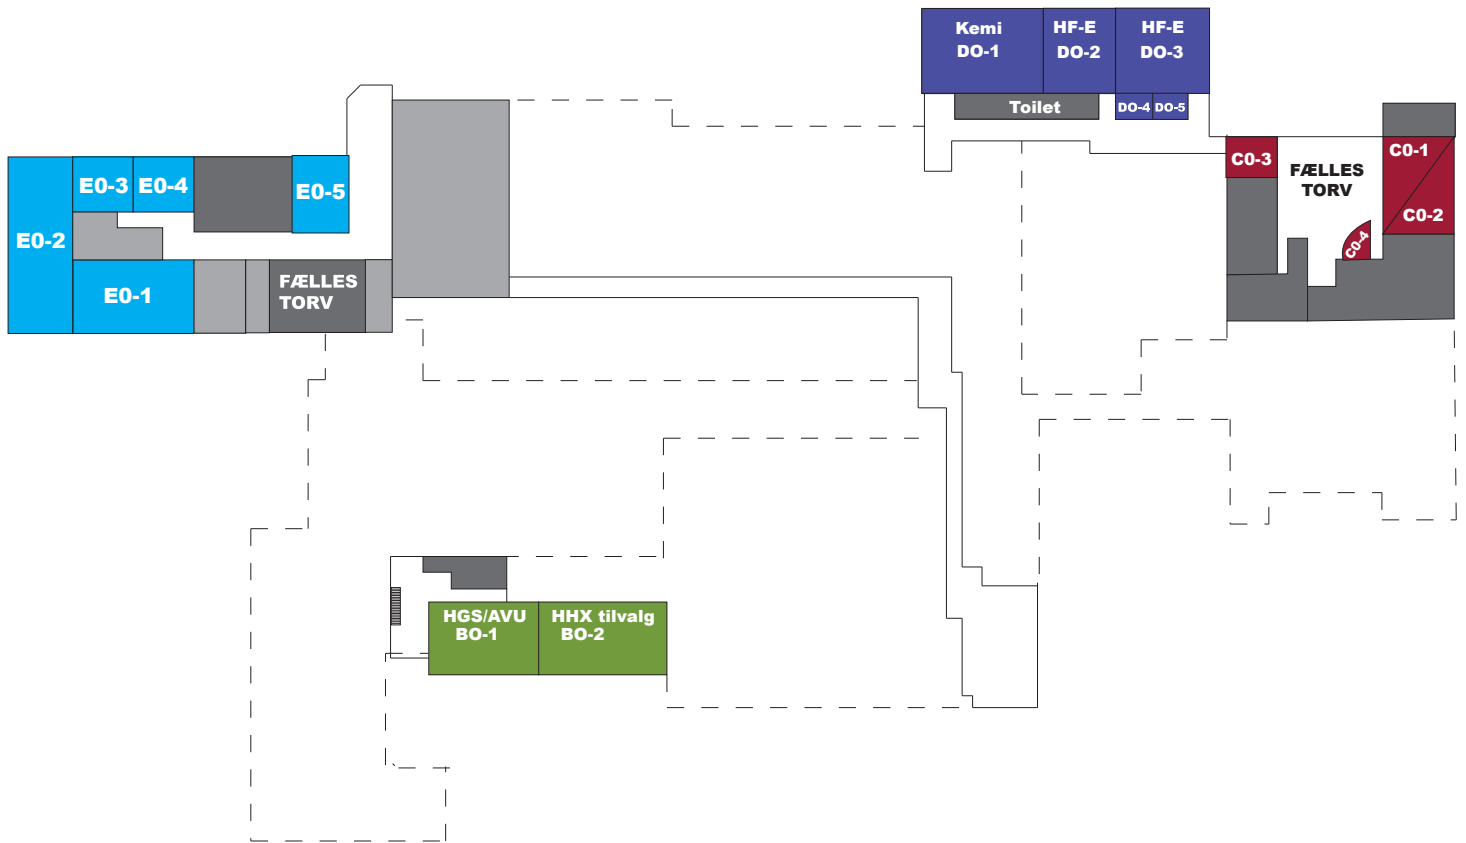 Kemi
DO-1
HF-E
DO-2
HF-E
DO-3
Toilet
DO-4
DO-5
C0-3
FÆLLES
TORV
C0-1
C0-2
C0-4
E0-3
E0-4
E0-5
E0-2
E0-1
FÆLLES
TORV
HGS/AVU
BO-1
HHX tilvalg
BO-2